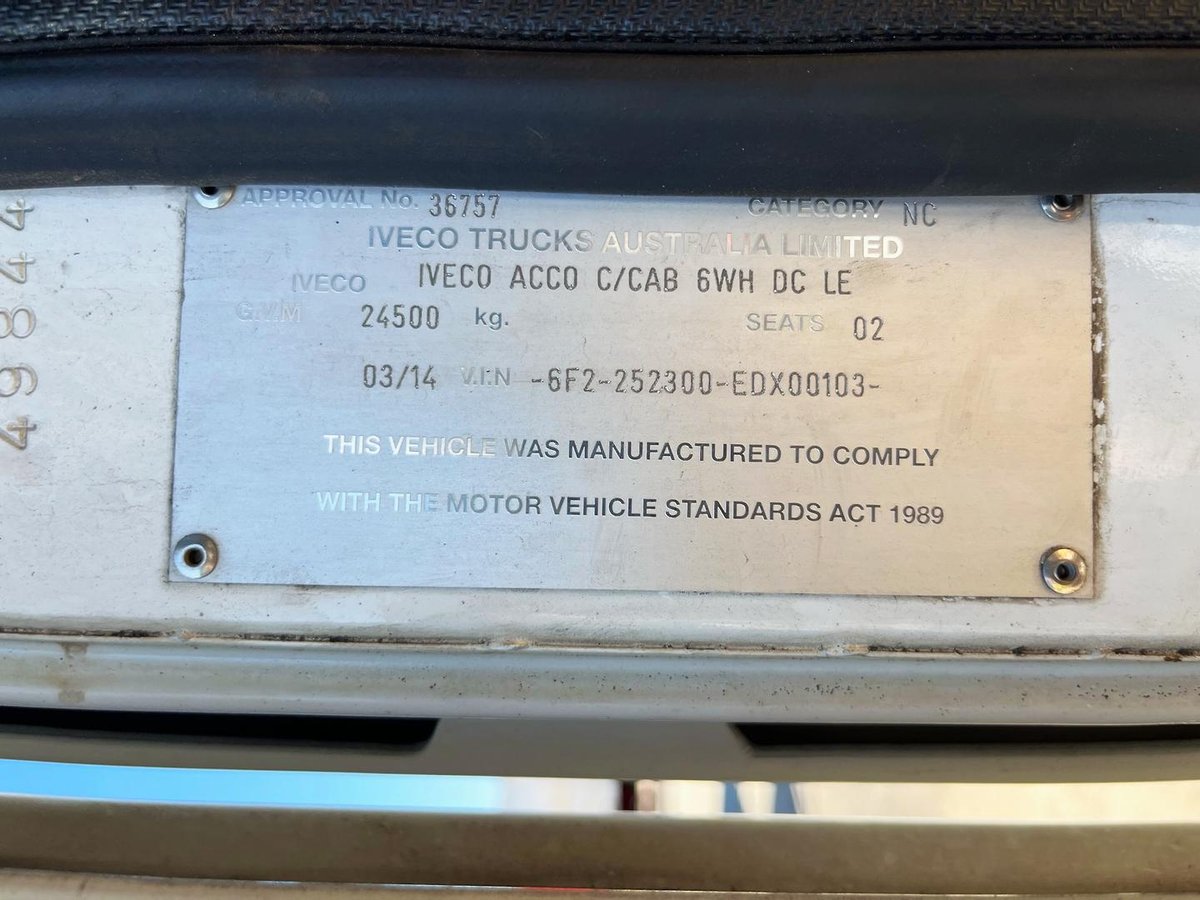 APPROVAL No. 36757 CATEGORY NC
IVECO TRUCKS AUSTRALIA LIMITED
IVECO IVECO ACCO C/CAB 6WH DC LE
G.V.M 24500 kg. SEATS 02
03/14 V.I.N -6F2-252300-EDX00103-
THIS VEHICLE WAS MANUFACTURED TO COMPLY
WITH THE MOTOR VEHICLE STANDARDS ACT 1989
49844